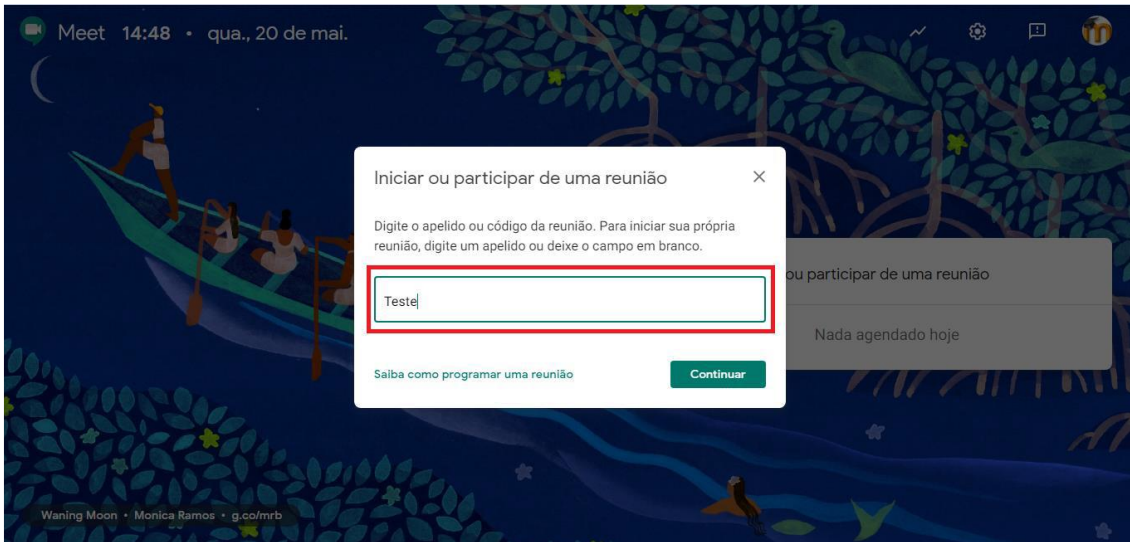 Meet 14:48 • qua., 20 de mai.
Iniciar ou participar de uma reunião
Digite o apelido ou código da reunião. Para iniciar sua própria
reunião, digite um apelido ou deixe o campo em branco.
ou participar de uma reunião
Teste
Nada agendado hoje
Saiba como programar uma reunião
Continuar
Waning Moon • Monica Ramos • g.co/mrb